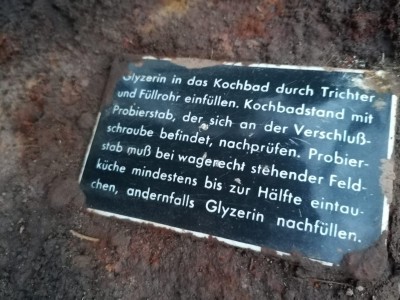 Glyzerin in das Kochbad durch Trichter
und Füllrohr einfüllen. Kochbadstand mit
Probierstab, der sich an der Verschluß-
schraube befindet, nachprüfen. Probier-
stab muß bei wagerecht stehender Feld-
küche mindestens bis zur Hälfte eintau-
chen, andernfalls Glyzerin nachfüllen.